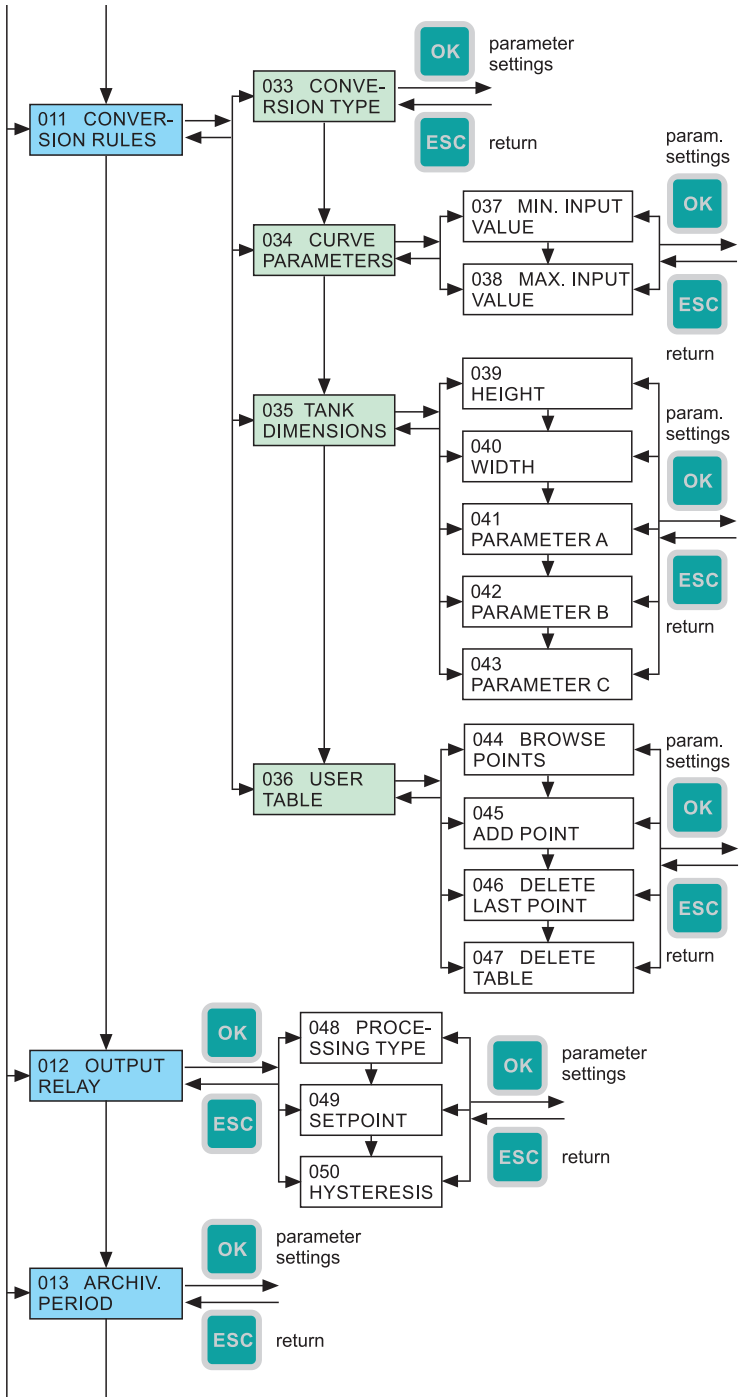 OK
parameter
settings
033 CONVE-
RSION TYPE
011 CONVER-
SION RULES
ESC
return
param.
settings
037 MIN. INPUT
VALUE
OK
034 CURVE
PARAMETERS
038 MAX. INPUT
VALUE
ESC
return
039
HEIGHT
035 TANK
DIMENSIONS
param.
settings
040
WIDTH
OK
041
PARAMETER A
ESC
042
PARAMETER B
return
043
PARAMETER C
044 BROWSE
POINTS
param.
settings
036 USER
TABLE
045
ADD POINT
OK
046 DELETE
LAST POINT
ESC
047 DELETE
TABLE
return
OK
048 PROCE-
SSING TYPE
012 OUTPUT
RELAY
OK
parameter
settings
ESC
049
SETPOINT
ESC
return
050
HYSTERESIS
OK
parameter
settings
013 ARCHIV.
PERIOD
ESC
return